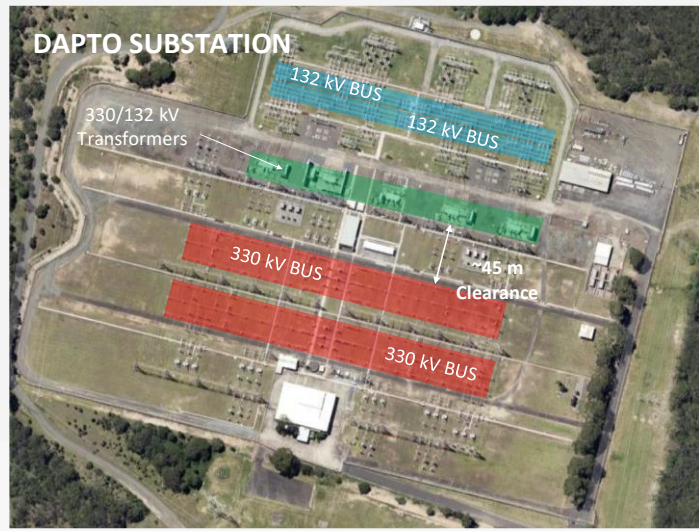 DAPTO SUBSTATION
132 kV BUS
132 kV BUS
330/132 kV
Transformers
330 kV BUS
~45 m
Clearance
330 kV BUS